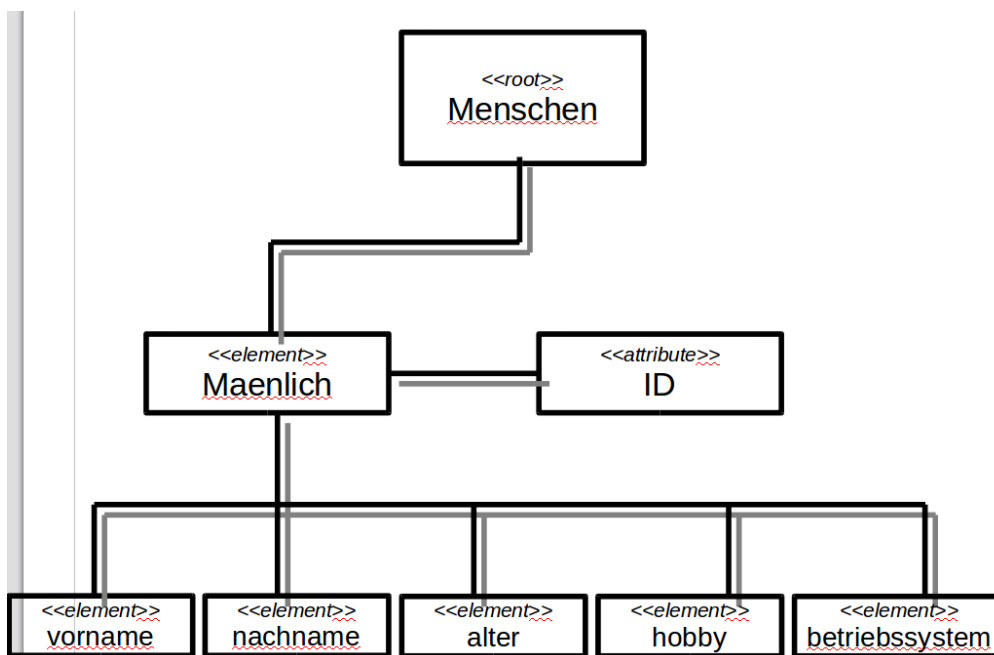 <<root>>
Menschen
<<element>>
Maenlich
<<attribute>>
ID
<<element>>
vorname
<<element>>
nachname
<<element>>
alter
<<element>>
hobby
<<element>>
betriebssystem